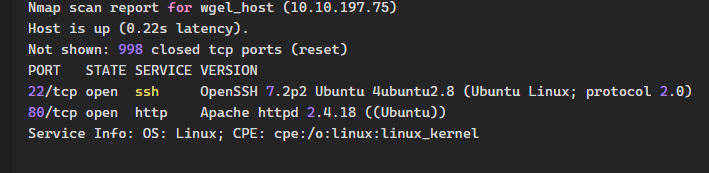 Nmap scan report for wgel_host (10.10.197.75)
Host is up (0.22s latency).
Not shown: 998 closed tcp ports (reset)
PORT   STATE SERVICE VERSION
22/tcp open  ssh     OpenSSH 7.2p2 Ubuntu 4ubuntu2.8 (Ubuntu Linux; protocol 2.0)
80/tcp open  http    Apache httpd 2.4.18 ((Ubuntu))
Service Info: OS: Linux; CPE: cpe:/o:linux:linux_kernel